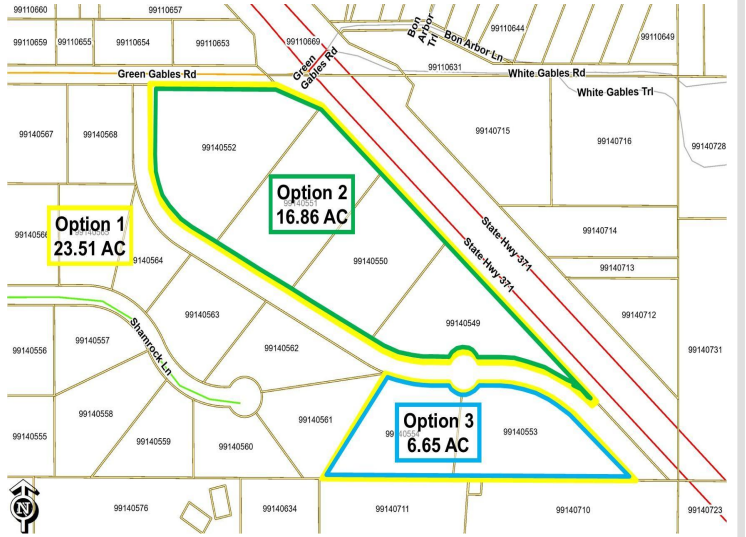 99110660
99110657
99110659
99110655
99110654
99110653
99110669
Bon Arbor Trl
99110644
Bon Arbor Ln
99110649
Green Gables Rd
Green
Gables Rd
99110631
White Gables Rd
White Gables Trl
99140567
99140568
99140552
99140715
99140716
99140728
Option 2
99140551
16.86 AC
Option 1
23.51 AC
99140564
State-Hwy-371
State-Hwy-371
99140714
99140713
99140550
99140563
99140549
99140712
99140556
99140557
Shamrock Ln
99140562
99140731
99140558
99140561
Option 3
6.65 AC
99140553
99140555
99140559
99140560
N
99140576
99140634
99140711
99140710
99140723